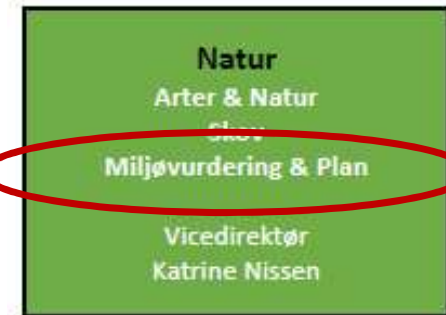 Natur
Arter & Natur
Skov
Miljøvurdering & Plan
Vicedirektør
Katrine Nissen